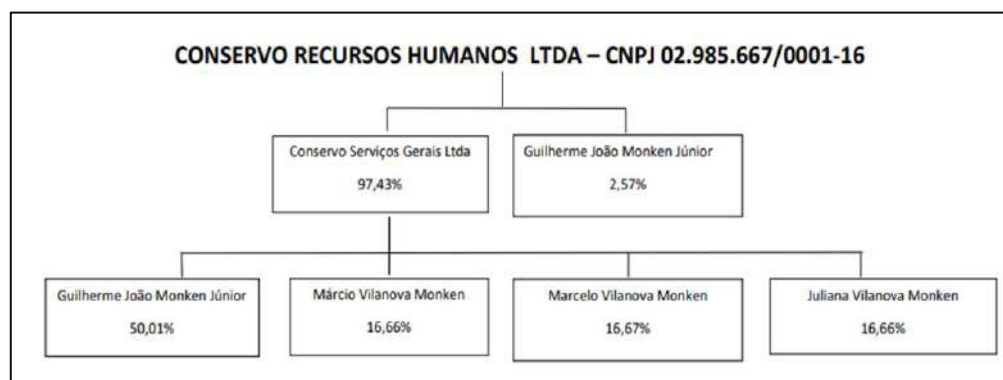 CONSERVO RECURSOS HUMANOS LTDA – CNPJ 02.985.667/0001-16
Conservo Serviços Gerais Ltda
97,43%
Guilherme João Monken Júnior
2,57%
Guilherme João Monken Júnior
50,01%
Márcio Vilanova Monken
16,66%
Marcelo Vilanova Monken
16,67%
Juliana Vilanova Monken
16,66%